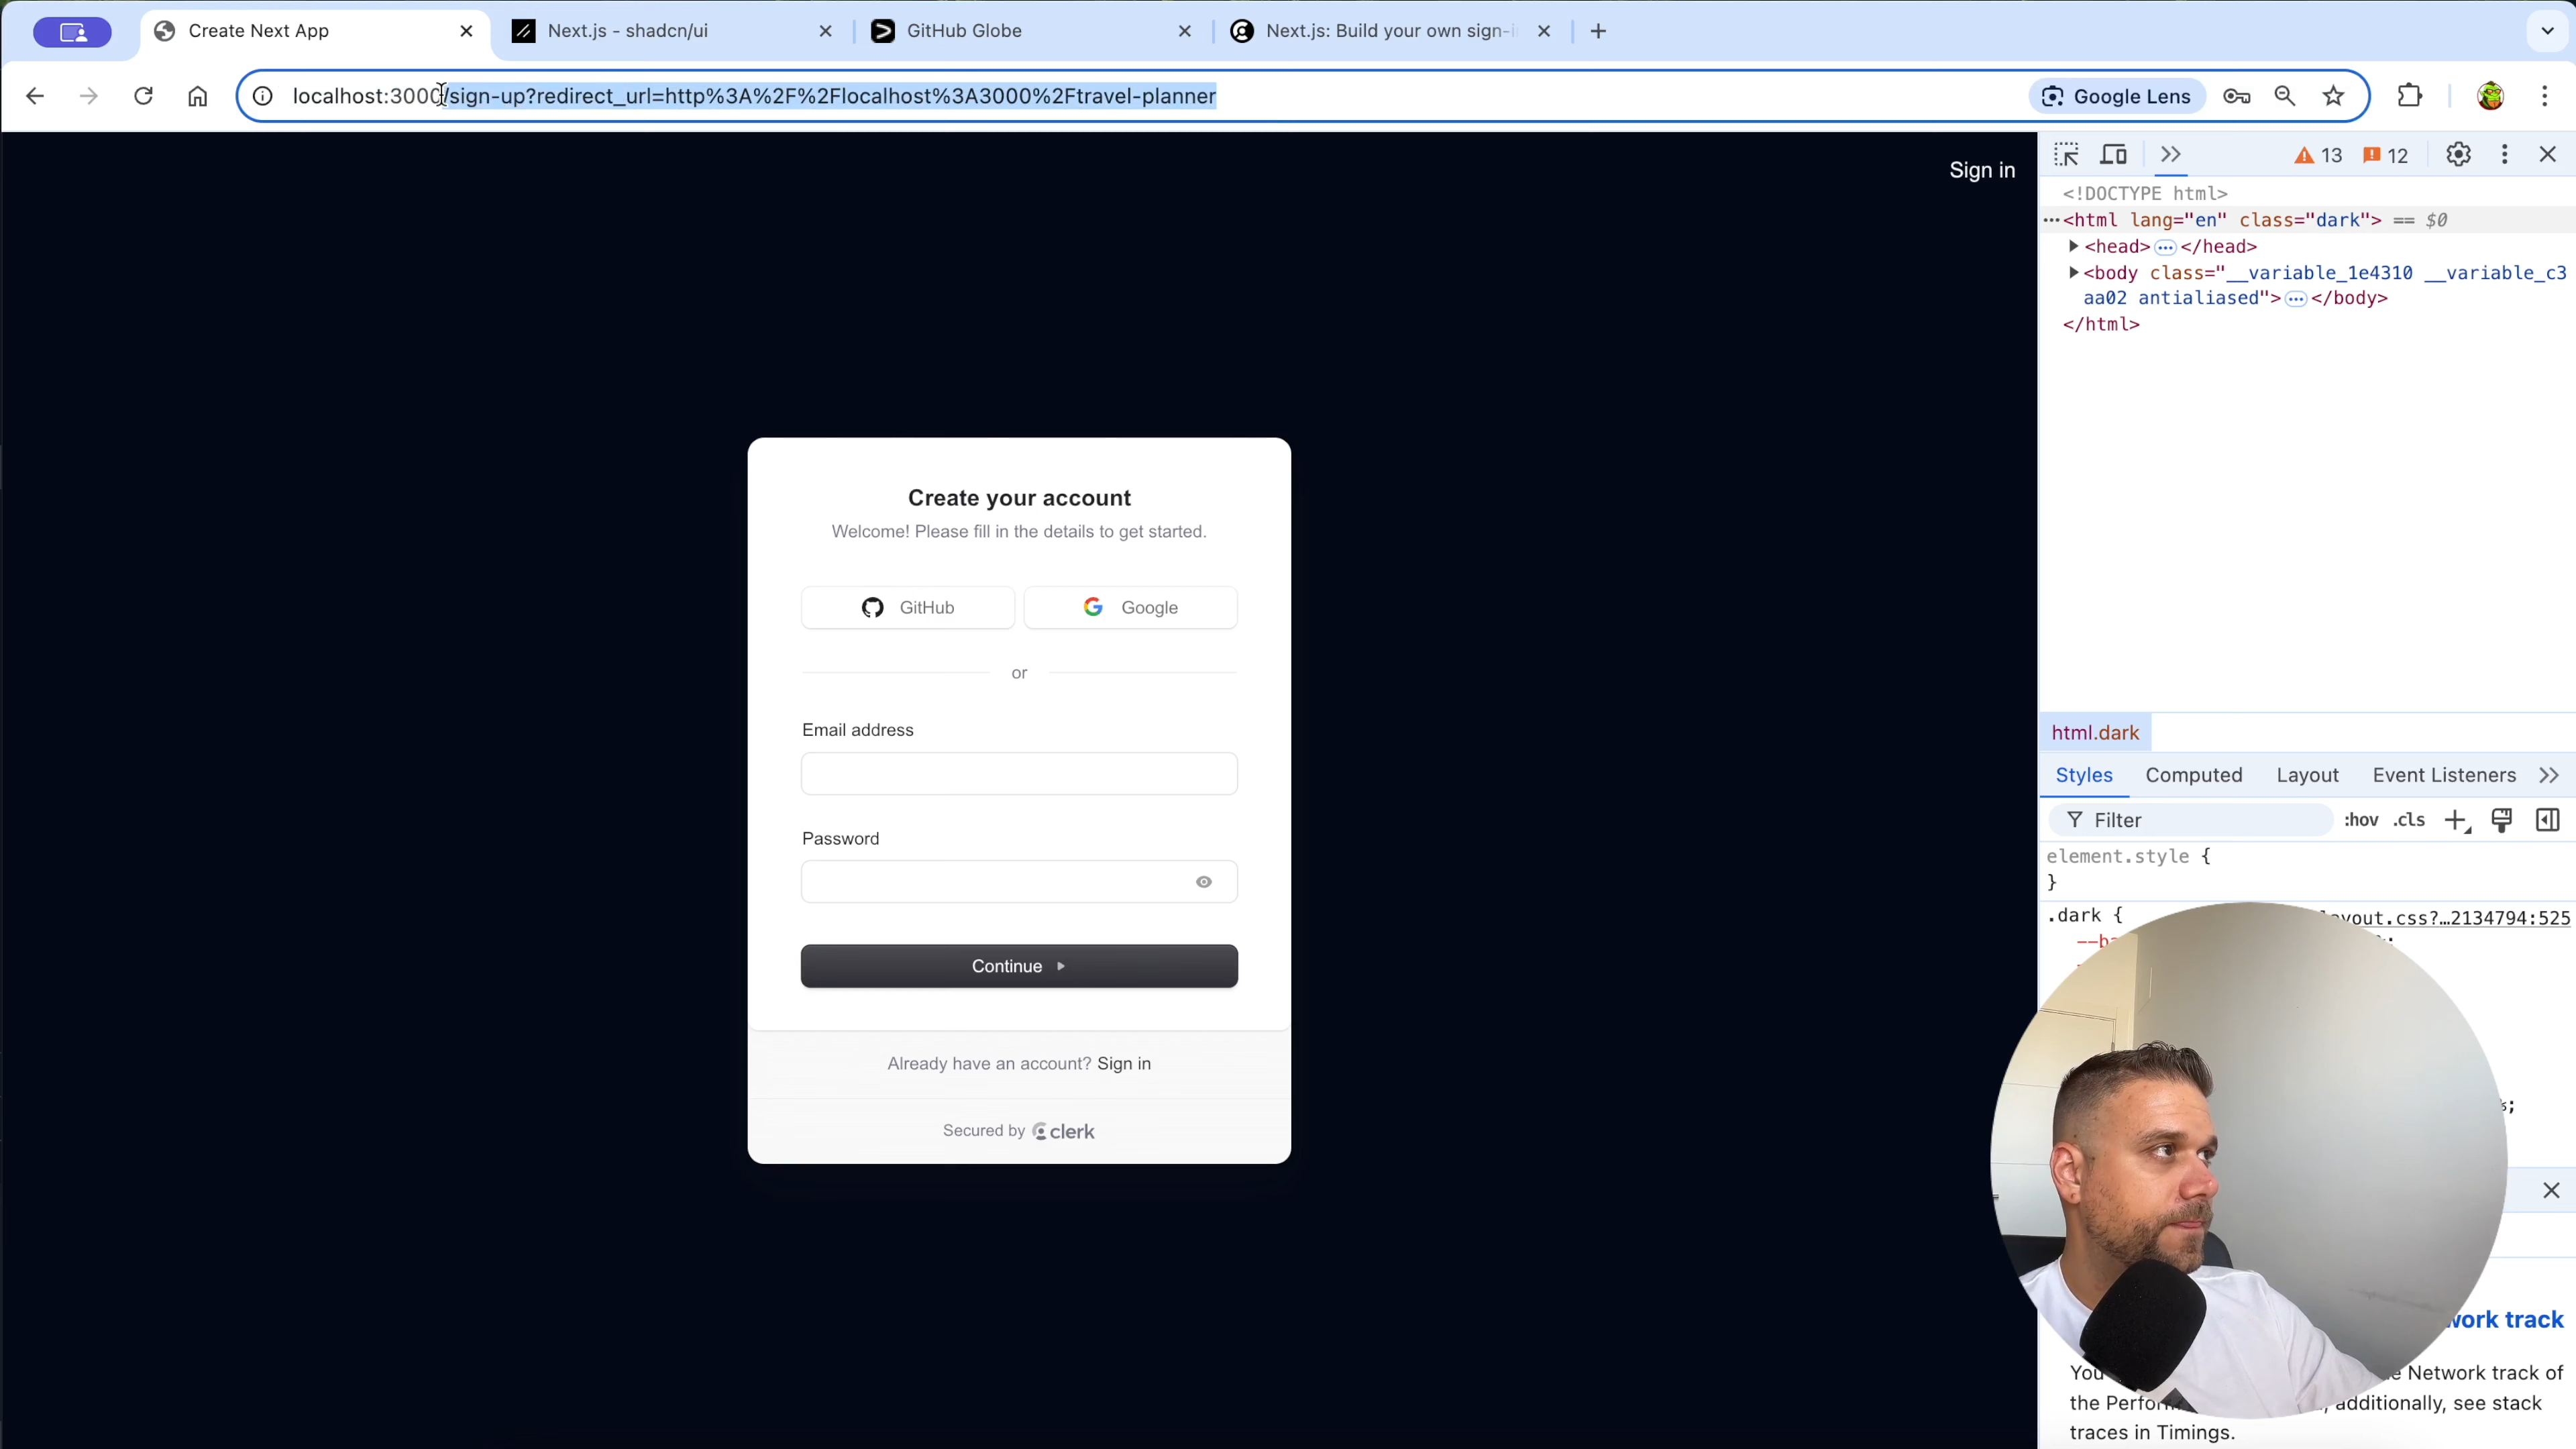 Create Next App
Next.js - shadcn/ui
GitHub Globe
Next.js: Build your own sign-i
localhost:3000/sign-up?redirect_url=http%3A%2F%2Flocalhost%3A3000%2Ftravel-planner
Google Lens
Sign in
13
12
<!DOCTYPE html>
<html lang="en" class="dark"> == $0
<head> </head>
<body class="__variable_1e4310 __variable_c3
aa02 antialiased"> </body>
</html>
Create your account
Welcome! Please fill in the details to get started.
GitHub
Google
or
Email address
Password
Continue
Already have an account? Sign in
Secured by clerk
html.dark
Styles
Computed
Layout
Event Listeners
Filter
:hov
.cls
element.style {
}
.dark {
ayout.css?…2134794:525
work track
Network track of
the additionally, see stack
traces in Timings.